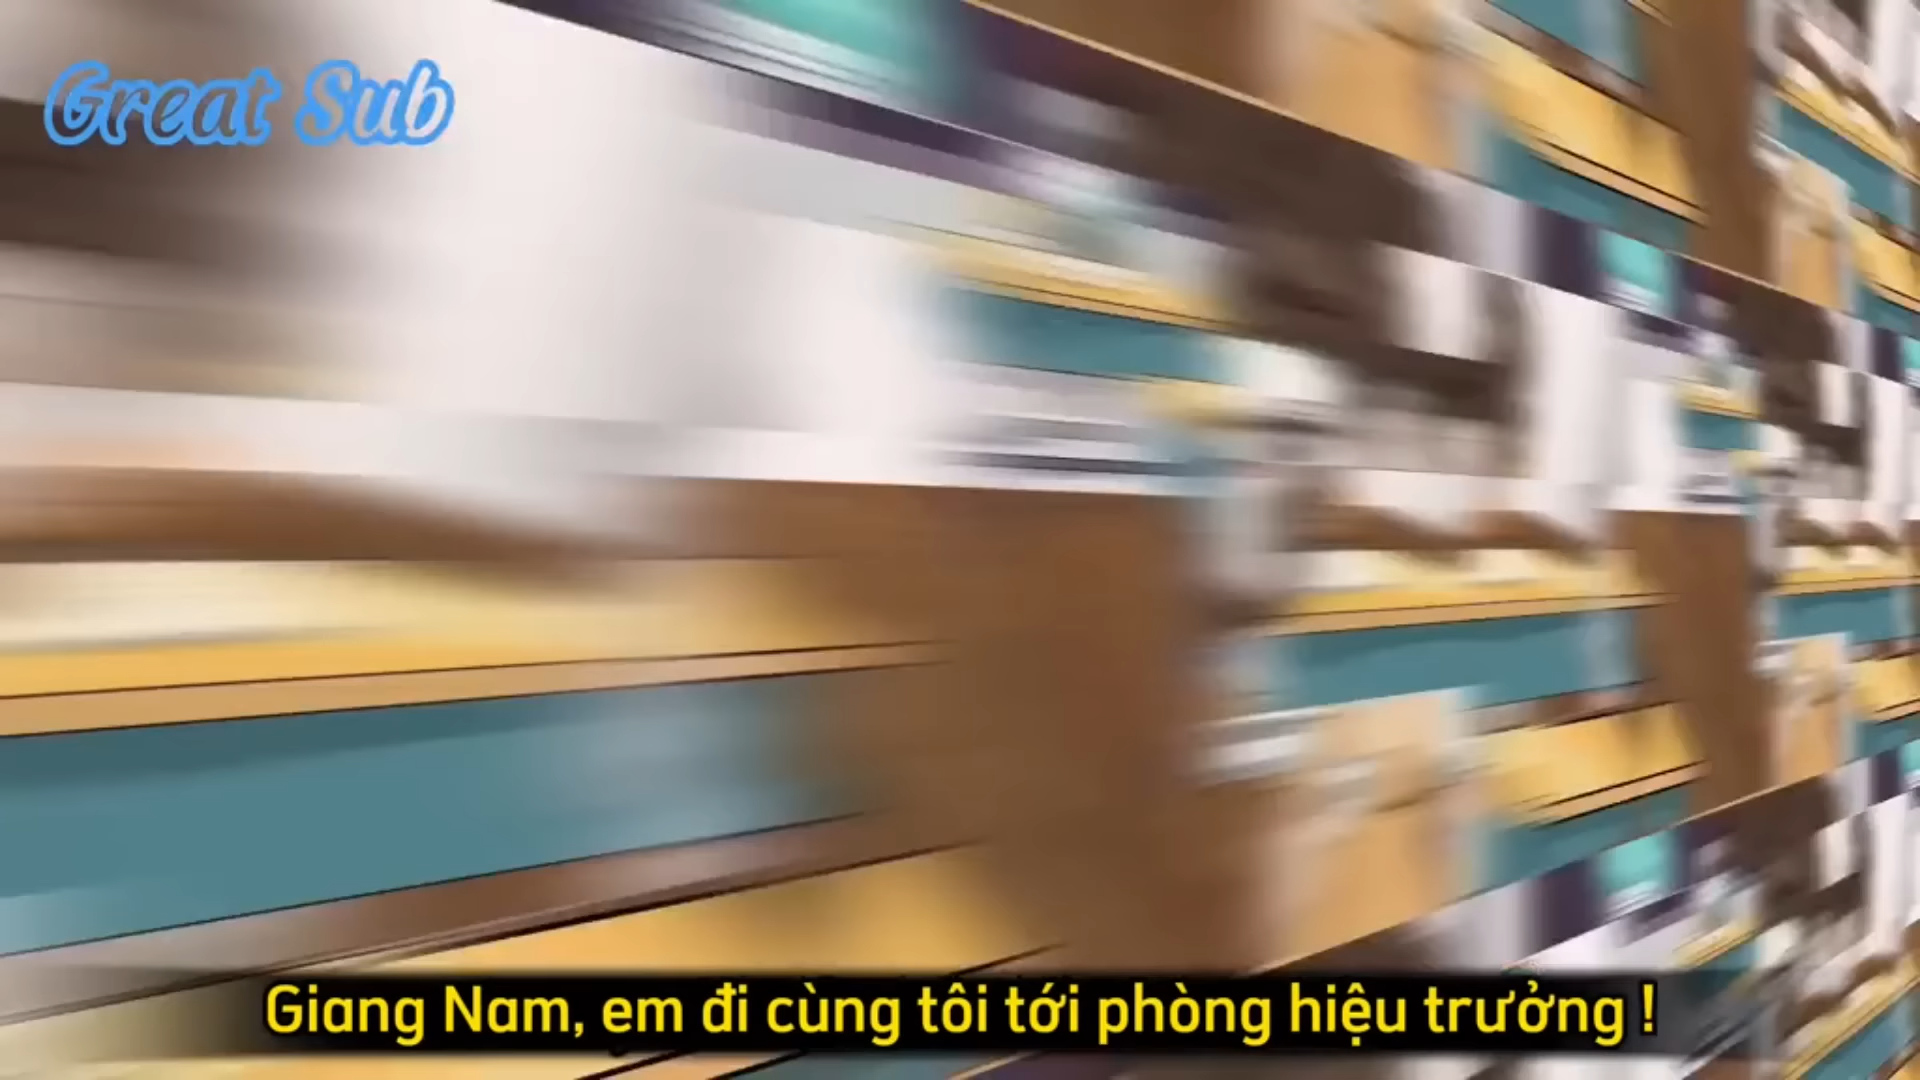 Great Sub
Giang Nam, em đi cùng tôi tới phòng hiệu trưởng !